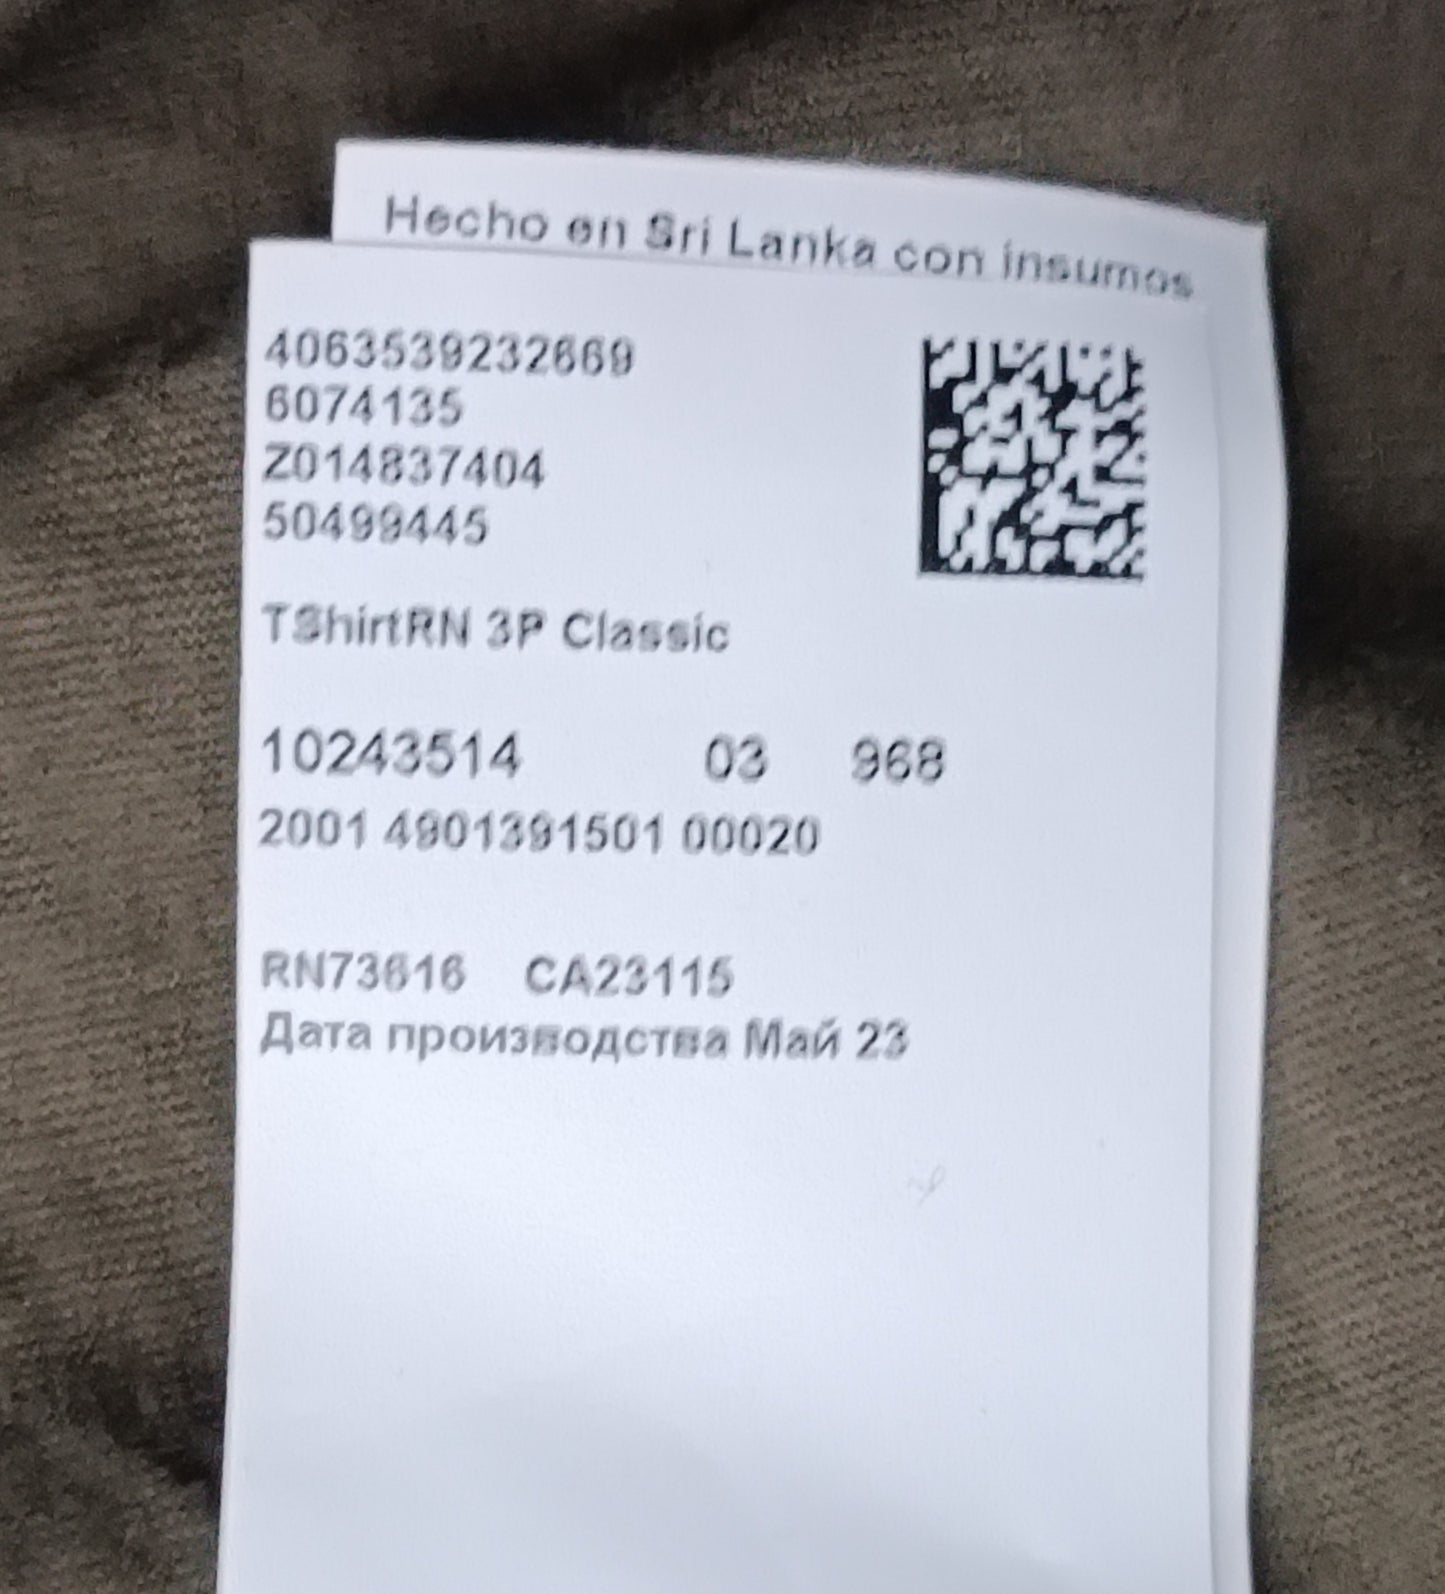 Hecho en Sri Lanka con insumos
4063539232669
6074135
Z014837404
50499445
TShirtRN 3P Classic
10243514 03 968
2001 4901391501 00020
RN73616 CA23115
Дата производства Май 23